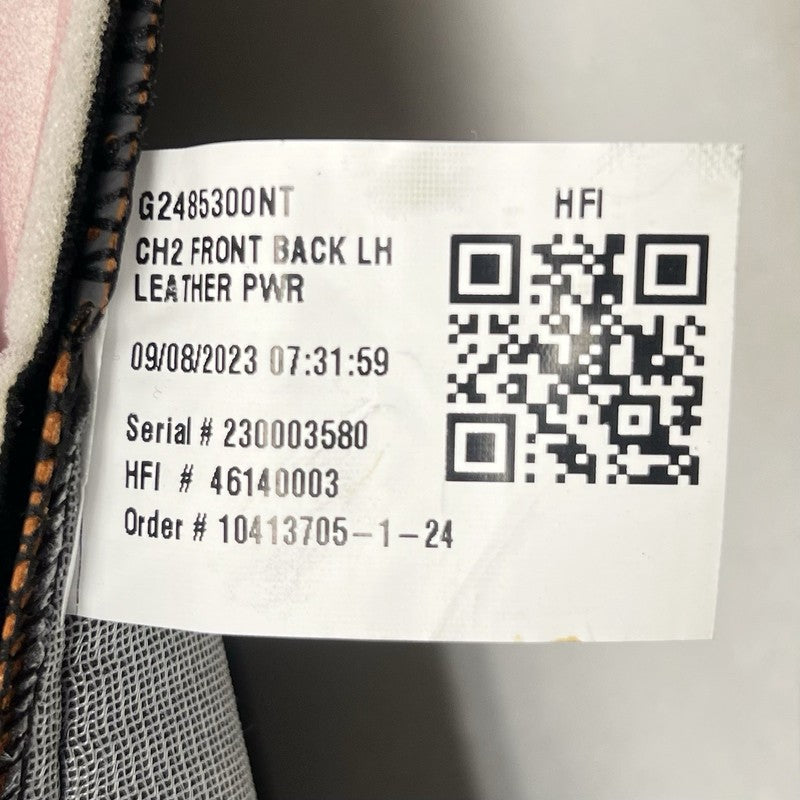 G2485300NT
HFI
CH2 FRONT BACK LH
LEATHER PWR
09/08/2023 07:31:59
Serial # 230003580
HFI # 46140003
Order # 10413705-1-24